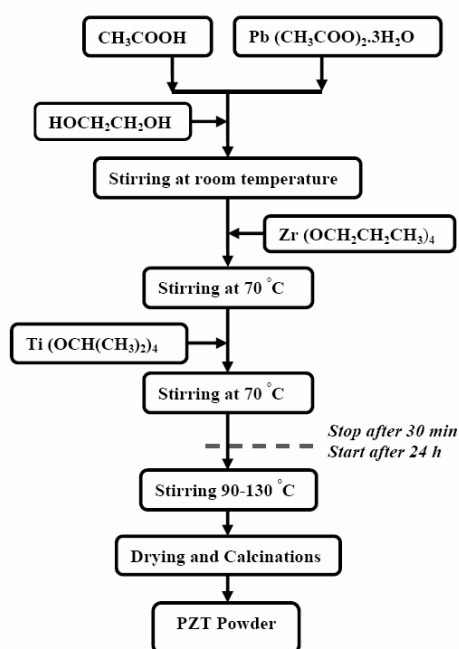 CH₃COOH
Pb (CH₃COO)₂.3H₂O
HOCH₂CH₂OH
Stirring at room temperature
Zr (OCH₂CH₂CH₃)₄
Stirring at 70 °C
Ti (OCH(CH₃)₂)₄
Stirring at 70 °C
Stop after 30 min
Start after 24 h
Stirring 90-130 °C
Drying and Calcinations
PZT Powder